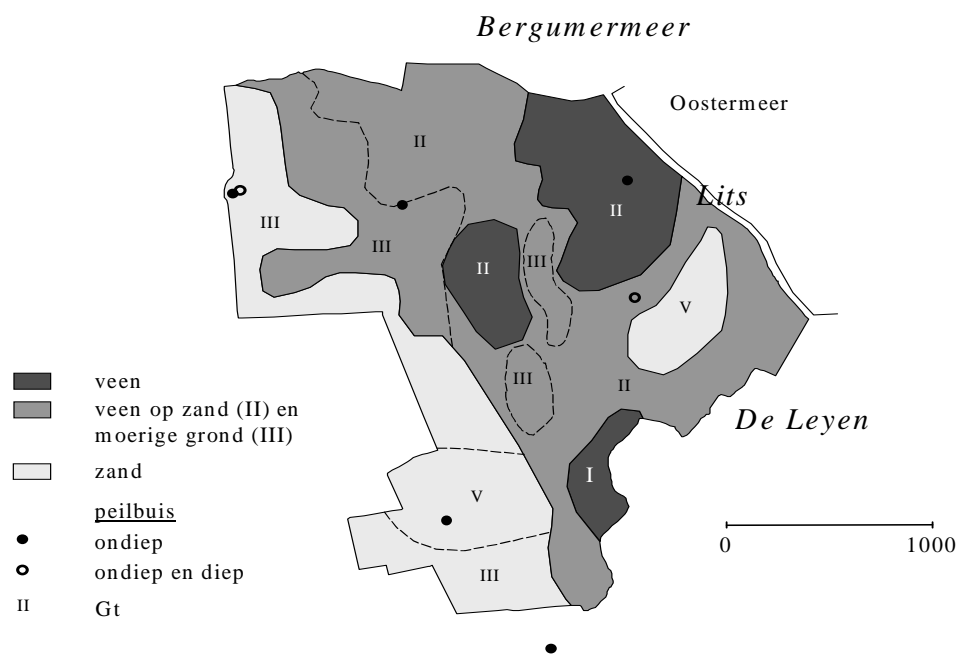 Bergumermeer
Oostermeer
II
Lits
II
III
III
II
III
V
III
II
veen
veen op zand (II) en
moerige grond (III)
De Leyen
zand
I
V
peilbuis
ondiep
0 1000
ondiep en diep
III
II Gt